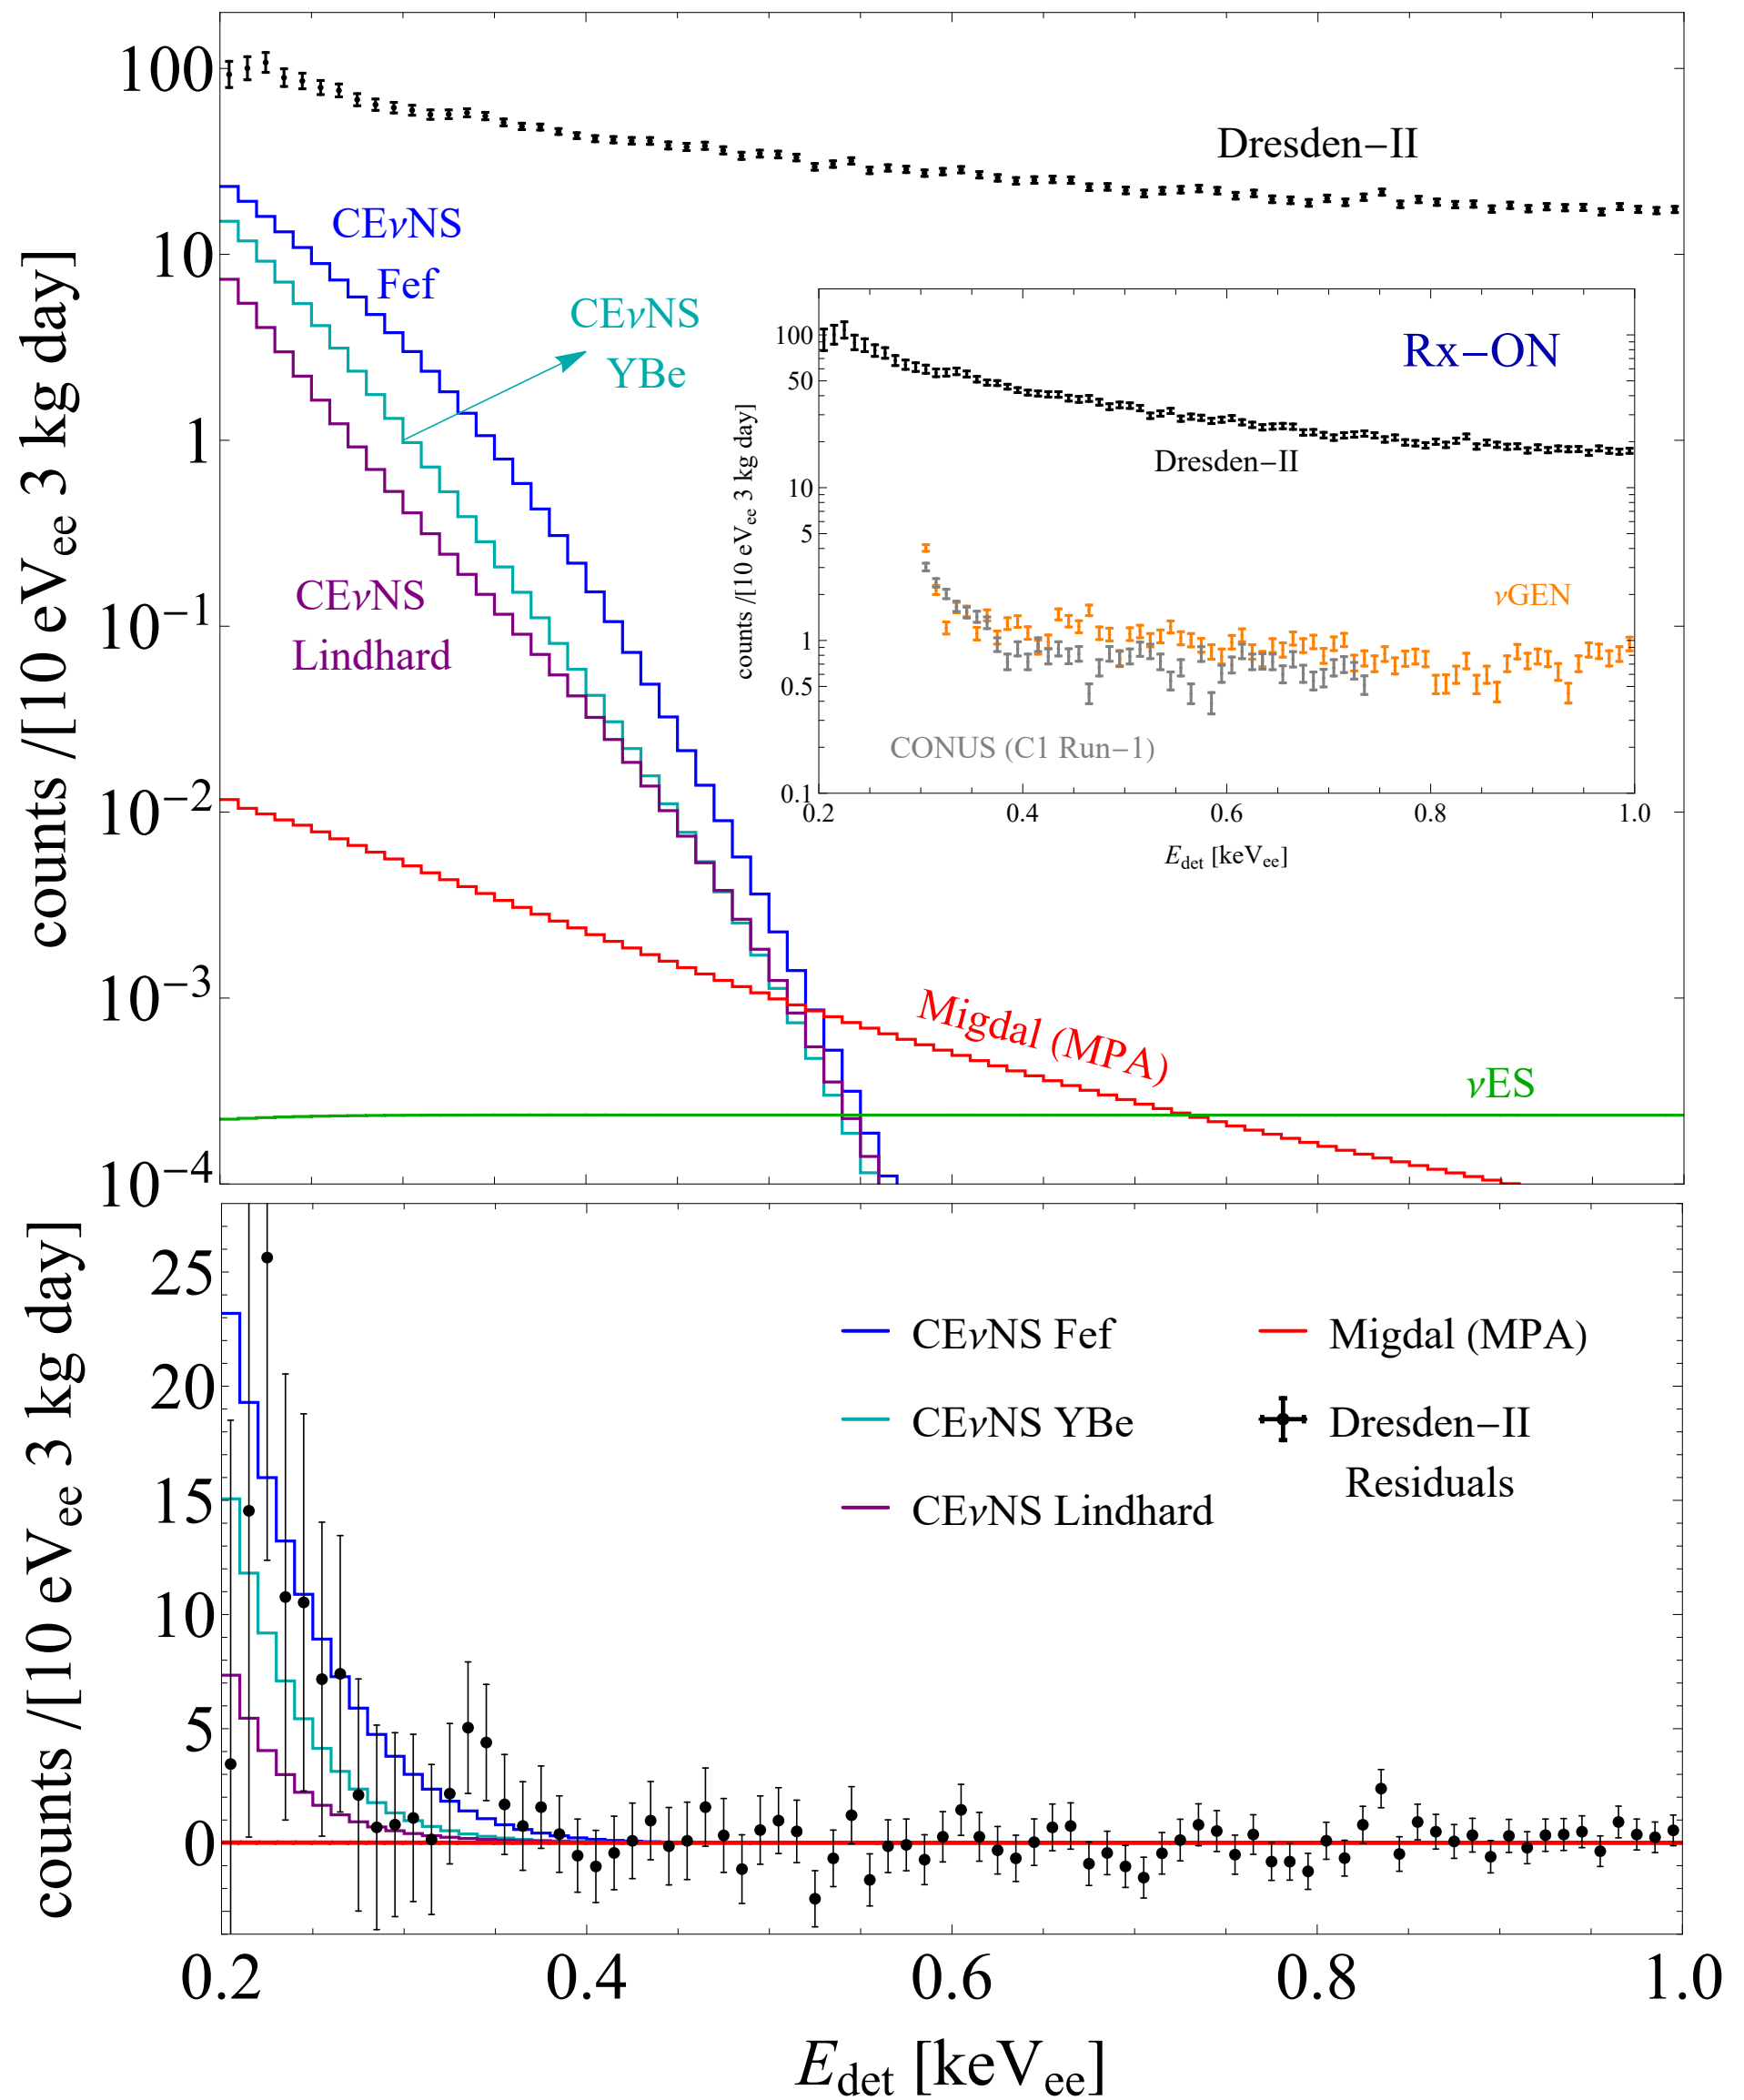 counts /[10 eVee 3 kg day]
100
10
1
10−1
10−2
10−3
10−4
Dresden−II
CEνNS
Fef
CEνNS
YBe
CEνNS
Lindhard
Migdal (MPA)
νES
counts /[10 eVee 3 kg day]
100
50
10
5
1
0.5
0.1
Rx−ON
Dresden−II
νGEN
CONUS (C1 Run−1)
0.2 0.4 0.6 0.8 1.0
Edet [keVee]
counts /[10 eVee 3 kg day]
25
20
15
10
5
0
CEνNS Fef
CEνNS YBe
CEνNS Lindhard
Migdal (MPA)
Dresden−II
Residuals
0.2 0.4 0.6 0.8 1.0
Edet [keVee]